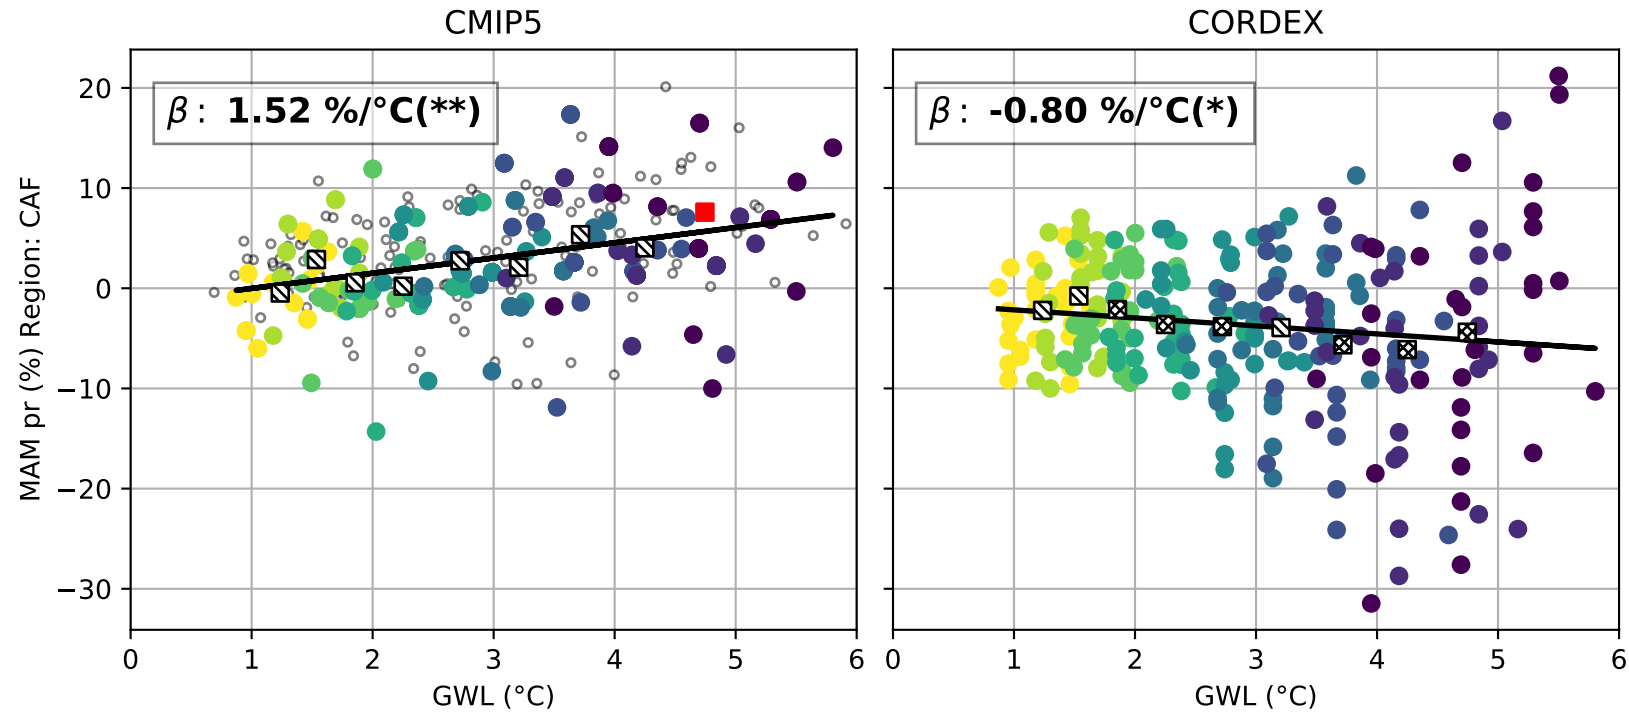 CMIP5
CORDEX
β : 1.52 %/°C(**)
β : -0.80 %/°C(*)
MAM pr (%) Region: CAF
20
10
0
−10
−20
−30
0 1 2 3 4 5 6
0 1 2 3 4 5 6
GWL (°C)
GWL (°C)